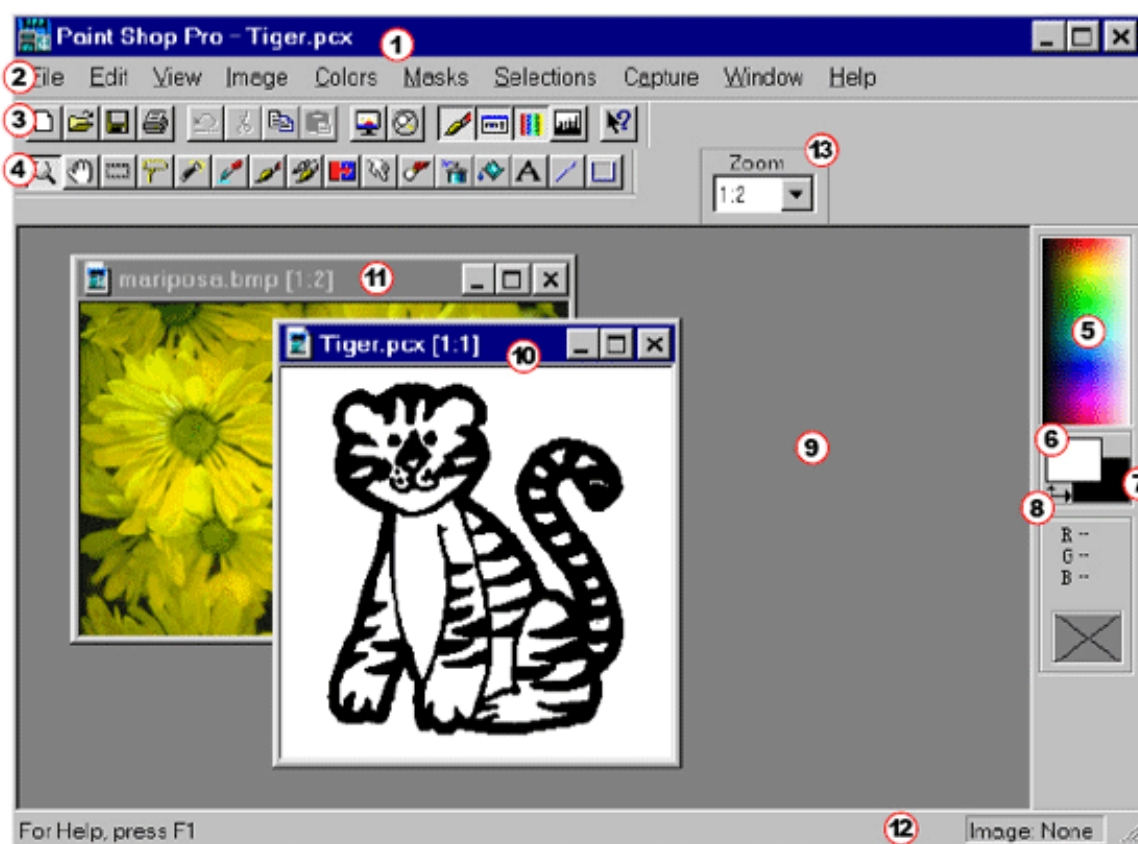 Paint Shop Pro - Tiger.pcx 1
2 File Edit View Image Colors Masks Selections Capture Window Help
3
4 A
Zoom 13
1:2
mariposa.bmp [1:2] 11
Tiger.pcx [1:1] 10
5
6
7
8
9
R --
G --
B --
For Help, press F1 12 Image: None